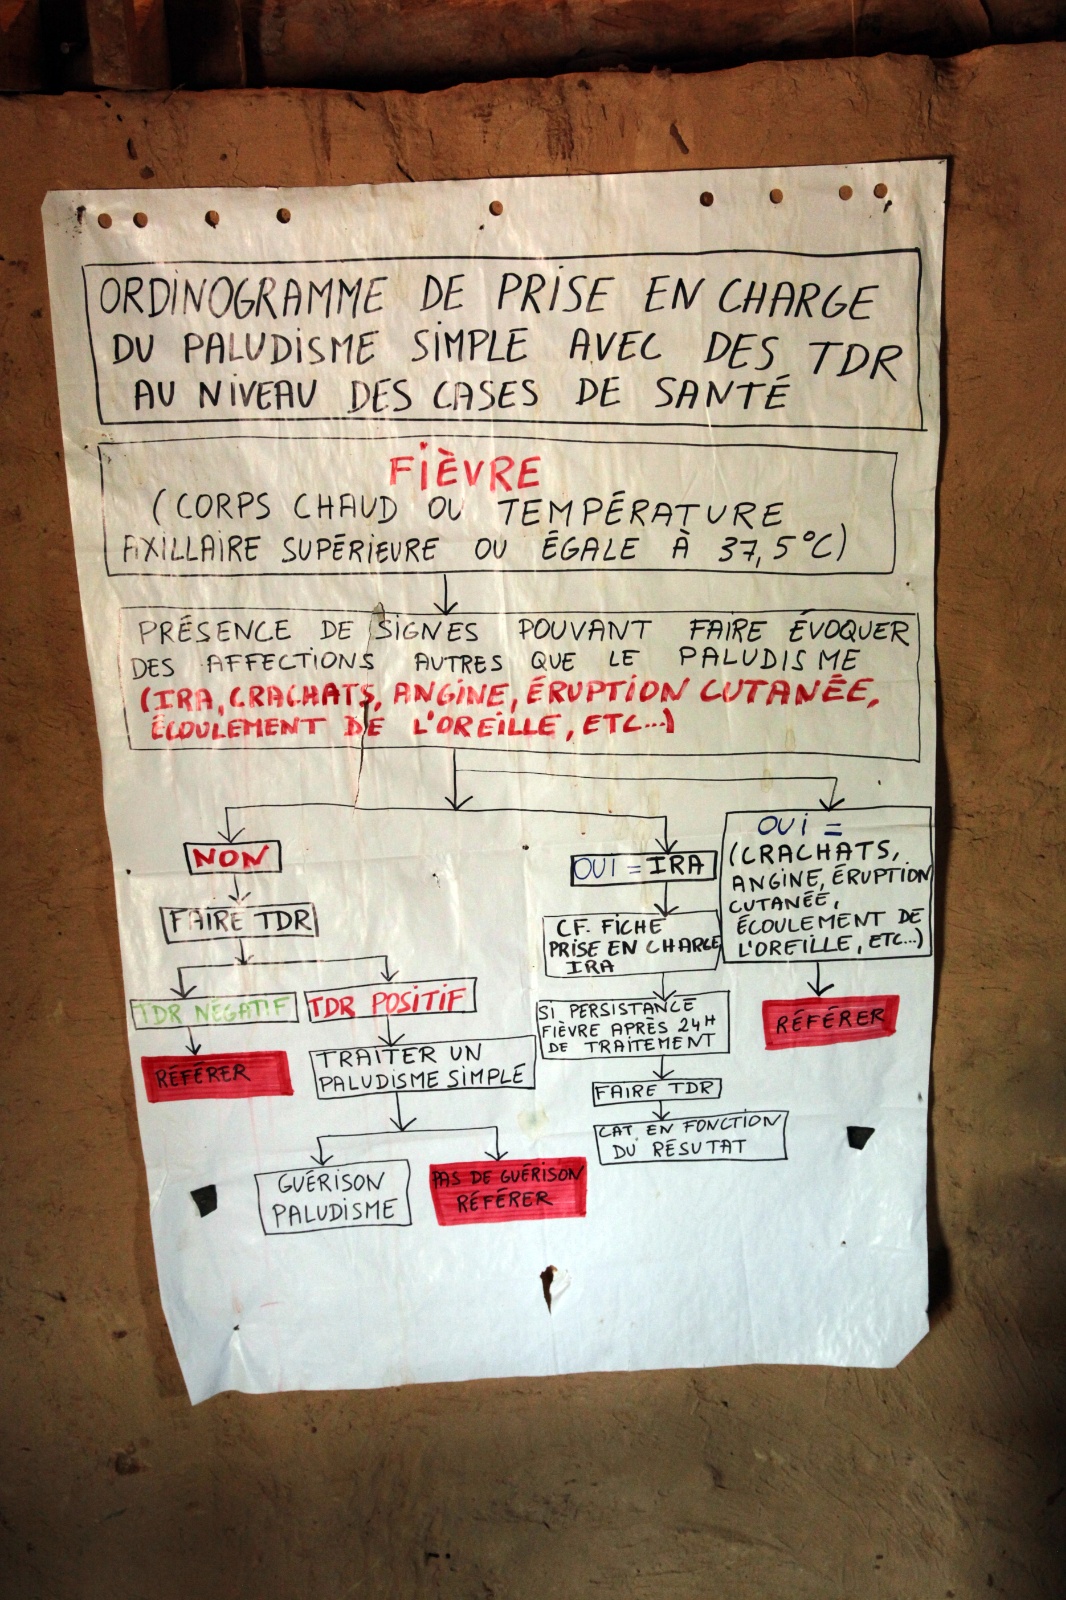 ORDINOGRAMME DE PRISE EN CHARGE
DU PALUDISME SIMPLE AVEC DES TDR
AU NIVEAU DES CASES DE SANTÉ
FIÈVRE
(CORPS CHAUD OU TEMPÉRATURE
AXILLAIRE SUPÉRIEURE OU ÉGALE À 37,5°C)
PRÉSENCE DE SIGNES POUVANT FAIRE ÉVOQUER
DES AFFECTIONS AUTRES QUE LE PALUDISME
(IRA, CRACHATS, ANGINE, ÉRUPTION CUTANÉE,
ÉCOULEMENT DE L'OREILLE, ETC...)
NON
FAIRE TDR
TDR NÉGATIF
RÉFÉRER
TDR POSITIF
TRAITER UN
PALUDISME SIMPLE
GUÉRISON
PALUDISME
PAS DE GUÉRISON
RÉFÉRER
OUI = IRA
CF. FICHE
PRISE EN CHARGE
IRA
SI PERSISTANCE
FIÈVRE APRÈS 24H
DE TRAITEMENT
FAIRE TDR
CAT EN FONCTION
DU RÉSUTAT
OUI =
(CRACHATS,
ANGINE, ÉRUPTION
CUTANÉE,
ÉCOULEMENT DE
L'OREILLE, ETC...)
RÉFÉRER